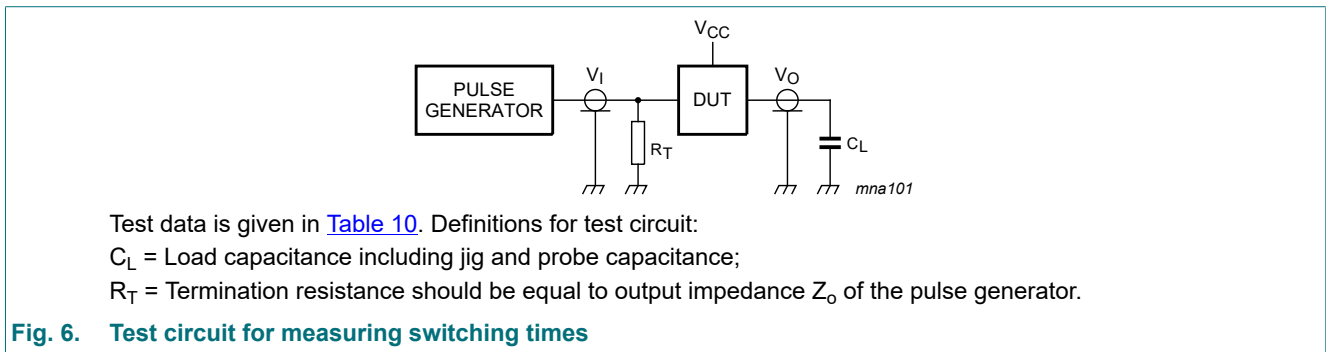 V_CC
PULSE
GENERATOR
V_I
DUT
V_O
R_T
C_L
mna101
Test data is given in Table 10. Definitions for test circuit:
C_L = Load capacitance including jig and probe capacitance;
R_T = Termination resistance should be equal to output impedance Z_o of the pulse generator.
Fig. 6. Test circuit for measuring switching times